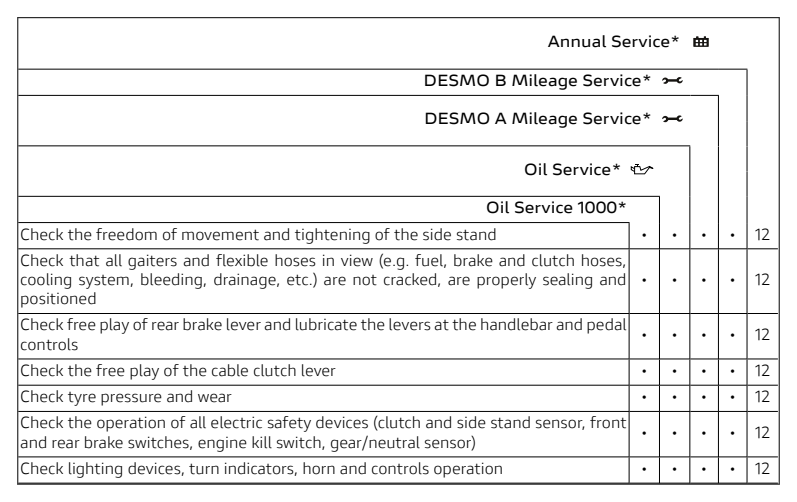 Annual Service*
DESMO B Mileage Service*
DESMO A Mileage Service*
Oil Service*
Oil Service 1000*
Check the freedom of movement and tightening of the side stand • • • • 12
Check that all gaiters and flexible hoses in view (e.g. fuel, brake and clutch hoses,
cooling system, bleeding, drainage, etc.) are not cracked, are properly sealing and
positioned • • • • 12
Check free play of rear brake lever and lubricate the levers at the handlebar and pedal
controls • • • • 12
Check the free play of the cable clutch lever • • • • 12
Check tyre pressure and wear • • • • 12
Check the operation of all electric safety devices (clutch and side stand sensor, front
and rear brake switches, engine kill switch, gear/neutral sensor) • • • • 12
Check lighting devices, turn indicators, horn and controls operation • • • • 12